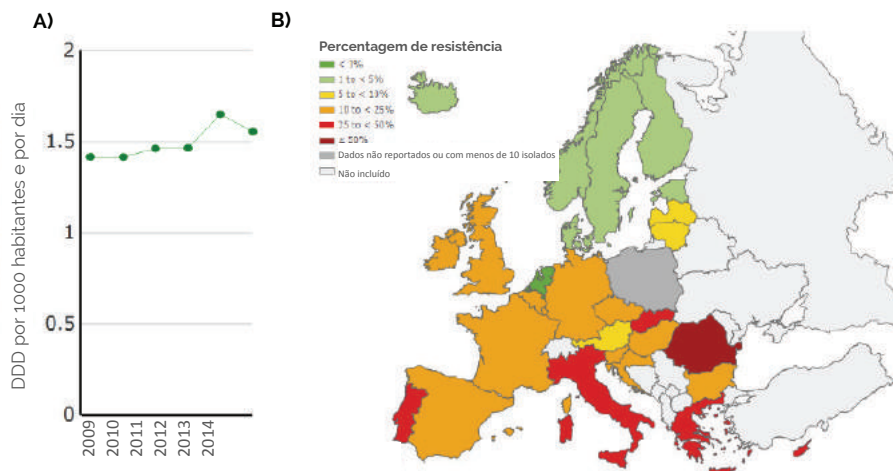 A)
DDD por 1000 habitantes e por dia
2
1.5
1
0.5
0
2009
2010
2011
2012
2013
2014
B)
Percentagem de resistência
1 to < 5%
5 to < 10%
10 to < 25%
25 to < 50%
Dados não reportados ou com menos de 10 isolados
Não incluído